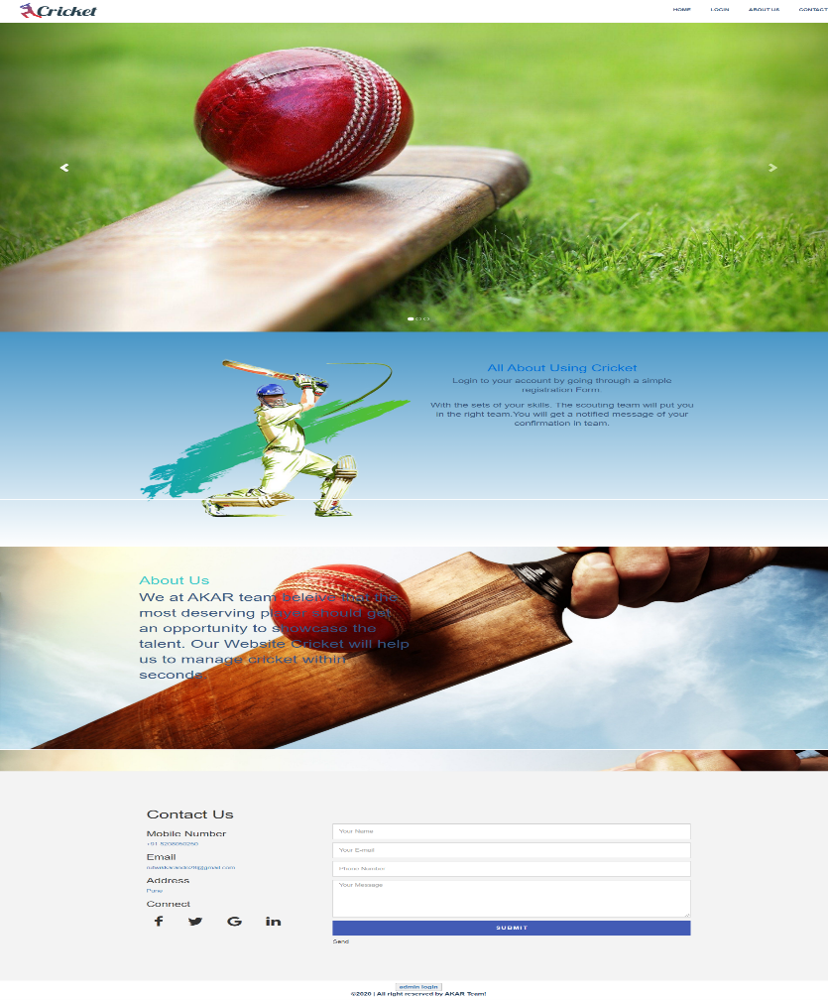 Cricket
HOME LOGIN ABOUT US CONTACT
All About Using Cricket
Login to your account by going through a simple
registration Form.
With the sets of your skills. The scouting team will put you
in the right team.You will get a notified message of your
confirmation in team.
About Us
We at AKAR team beleive that the
most deserving player should get
an opportunity to showcase the
talent. Our Website Cricket will help
us to manage cricket within
seconds.
Contact Us
Mobile Number
+91
Email
Address
Pune
Connect
Your Name
Your E-mail
Phone Number
Your Message
SUBMIT
Send
admin login
©2020 | All right reserved by AKAR Team!